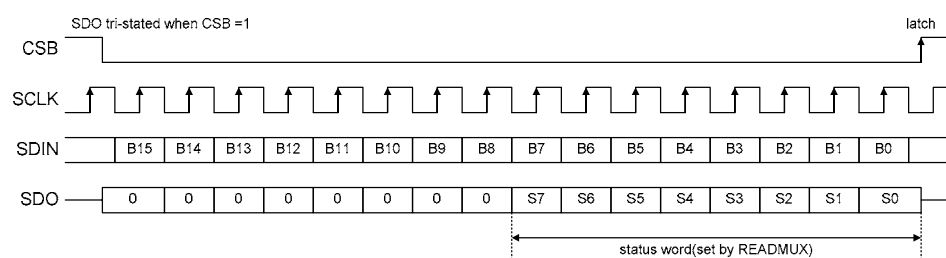 SDO tri-stated when CSB =1 latch
CSB
SCLK
SDIN B15 B14 B13 B12 B11 B10 B9 B8 B7 B6 B5 B4 B3 B2 B1 B0
SDO 0 0 0 0 0 0 0 0 S7 S6 S5 S4 S3 S2 S1 S0
status word(set by READMUX)